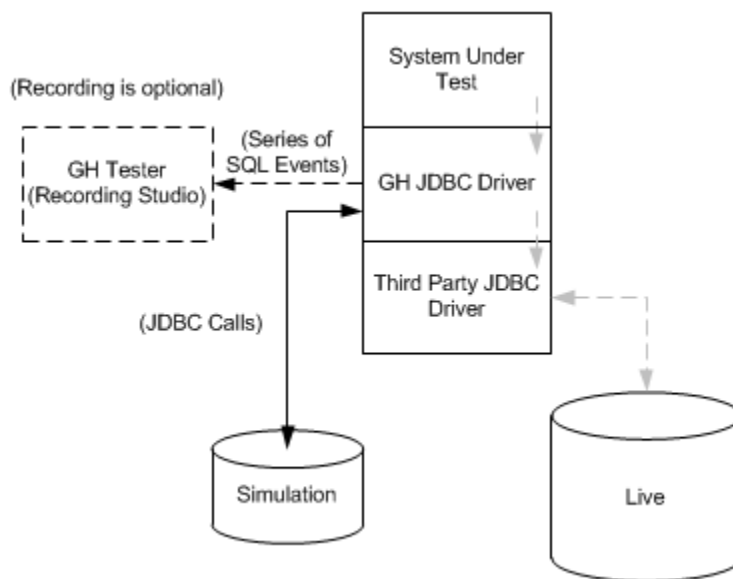 System Under
Test
(Recording is optional)
(Series of
SQL Events)
GH Tester
(Recording Studio)
GH JDBC Driver
Third Party JDBC
Driver
(JDBC Calls)
Simulation
Live